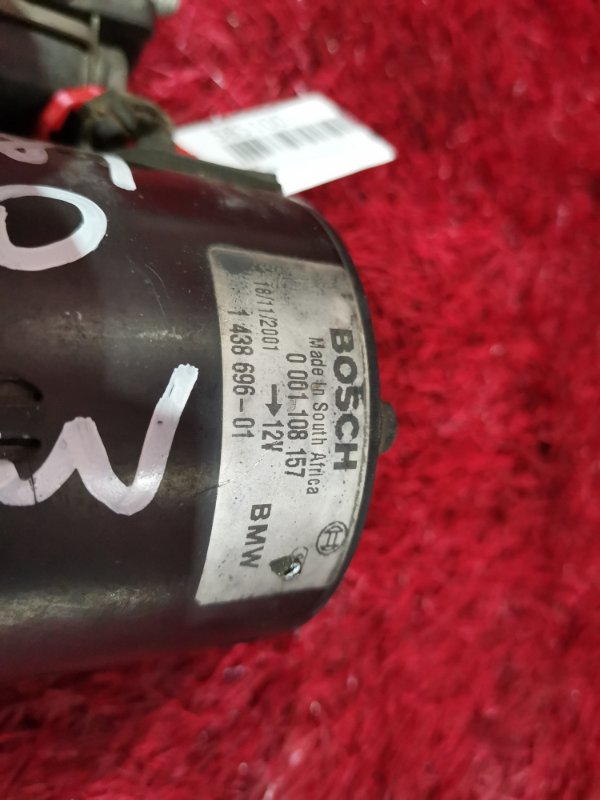 BOSCH
Made in South Africa
0 001 108 157
→12V
18/11/2001
1 438 696-01
BMW